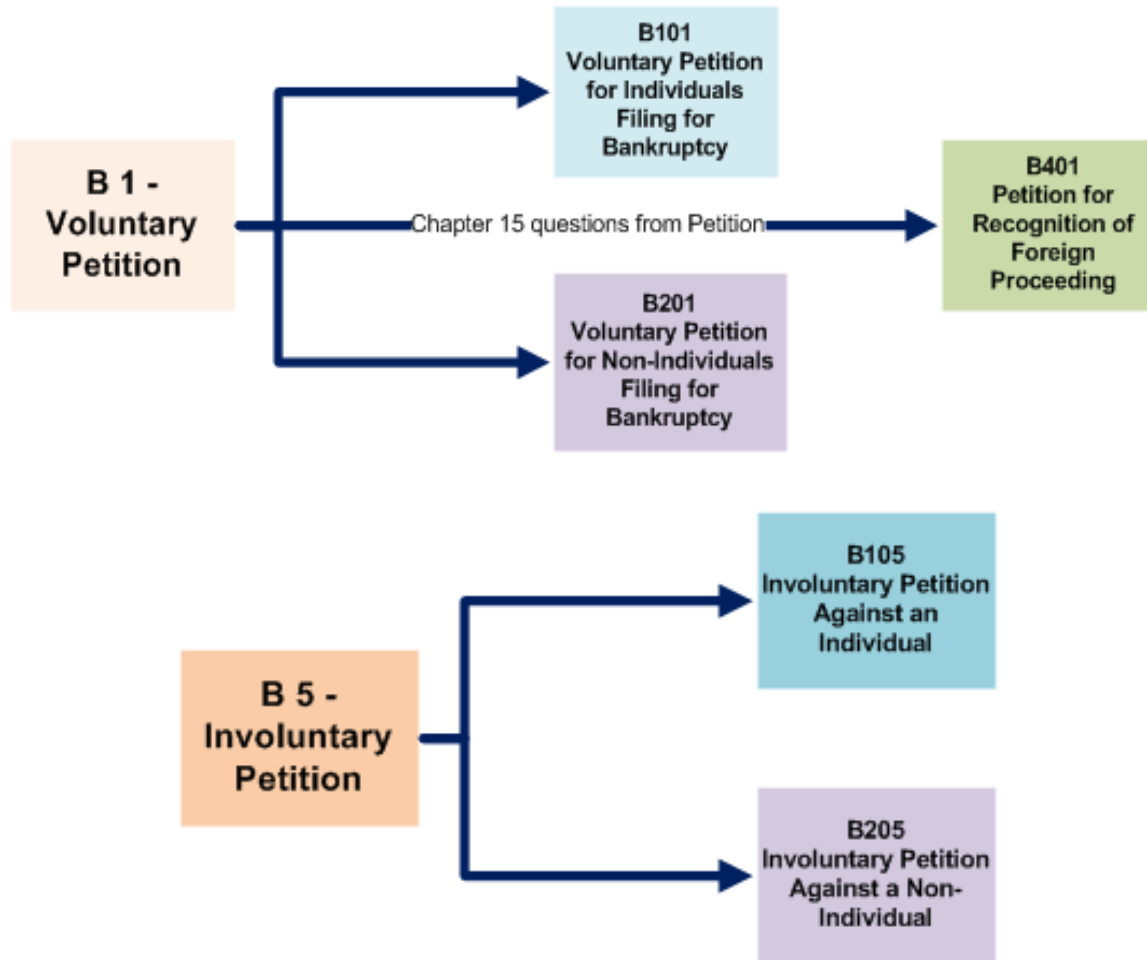 B101
Voluntary Petition
for Individuals
Filing for
Bankruptcy
B 1 -
Voluntary
Petition
Chapter 15 questions from Petition
B401
Petition for
Recognition of
Foreign
Proceeding
B201
Voluntary Petition
for Non-Individuals
Filing for
Bankruptcy
B105
Involuntary Petition
Against an
Individual
B 5 -
Involuntary
Petition
B205
Involuntary Petition
Against a Non-
Individual